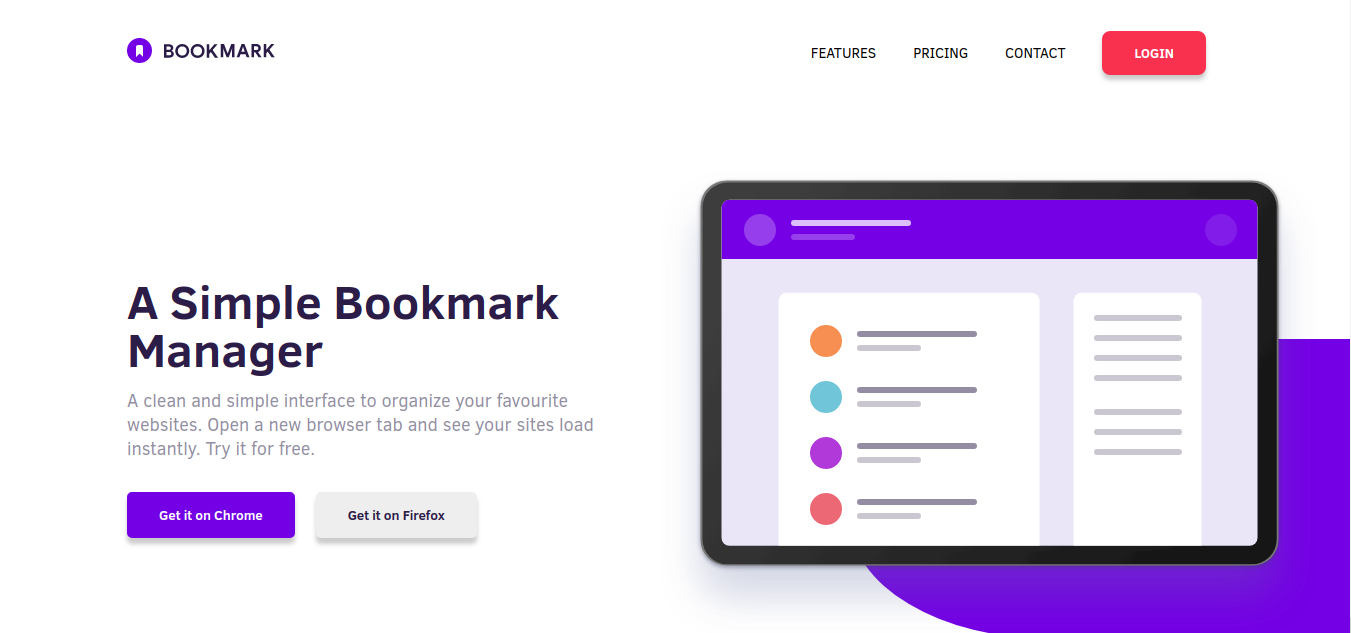 BOOKMARK
FEATURES PRICING CONTACT LOGIN
A Simple Bookmark
Manager
A clean and simple interface to organize your favourite
websites. Open a new browser tab and see your sites load
instantly. Try it for free.
Get it on Chrome Get it on Firefox